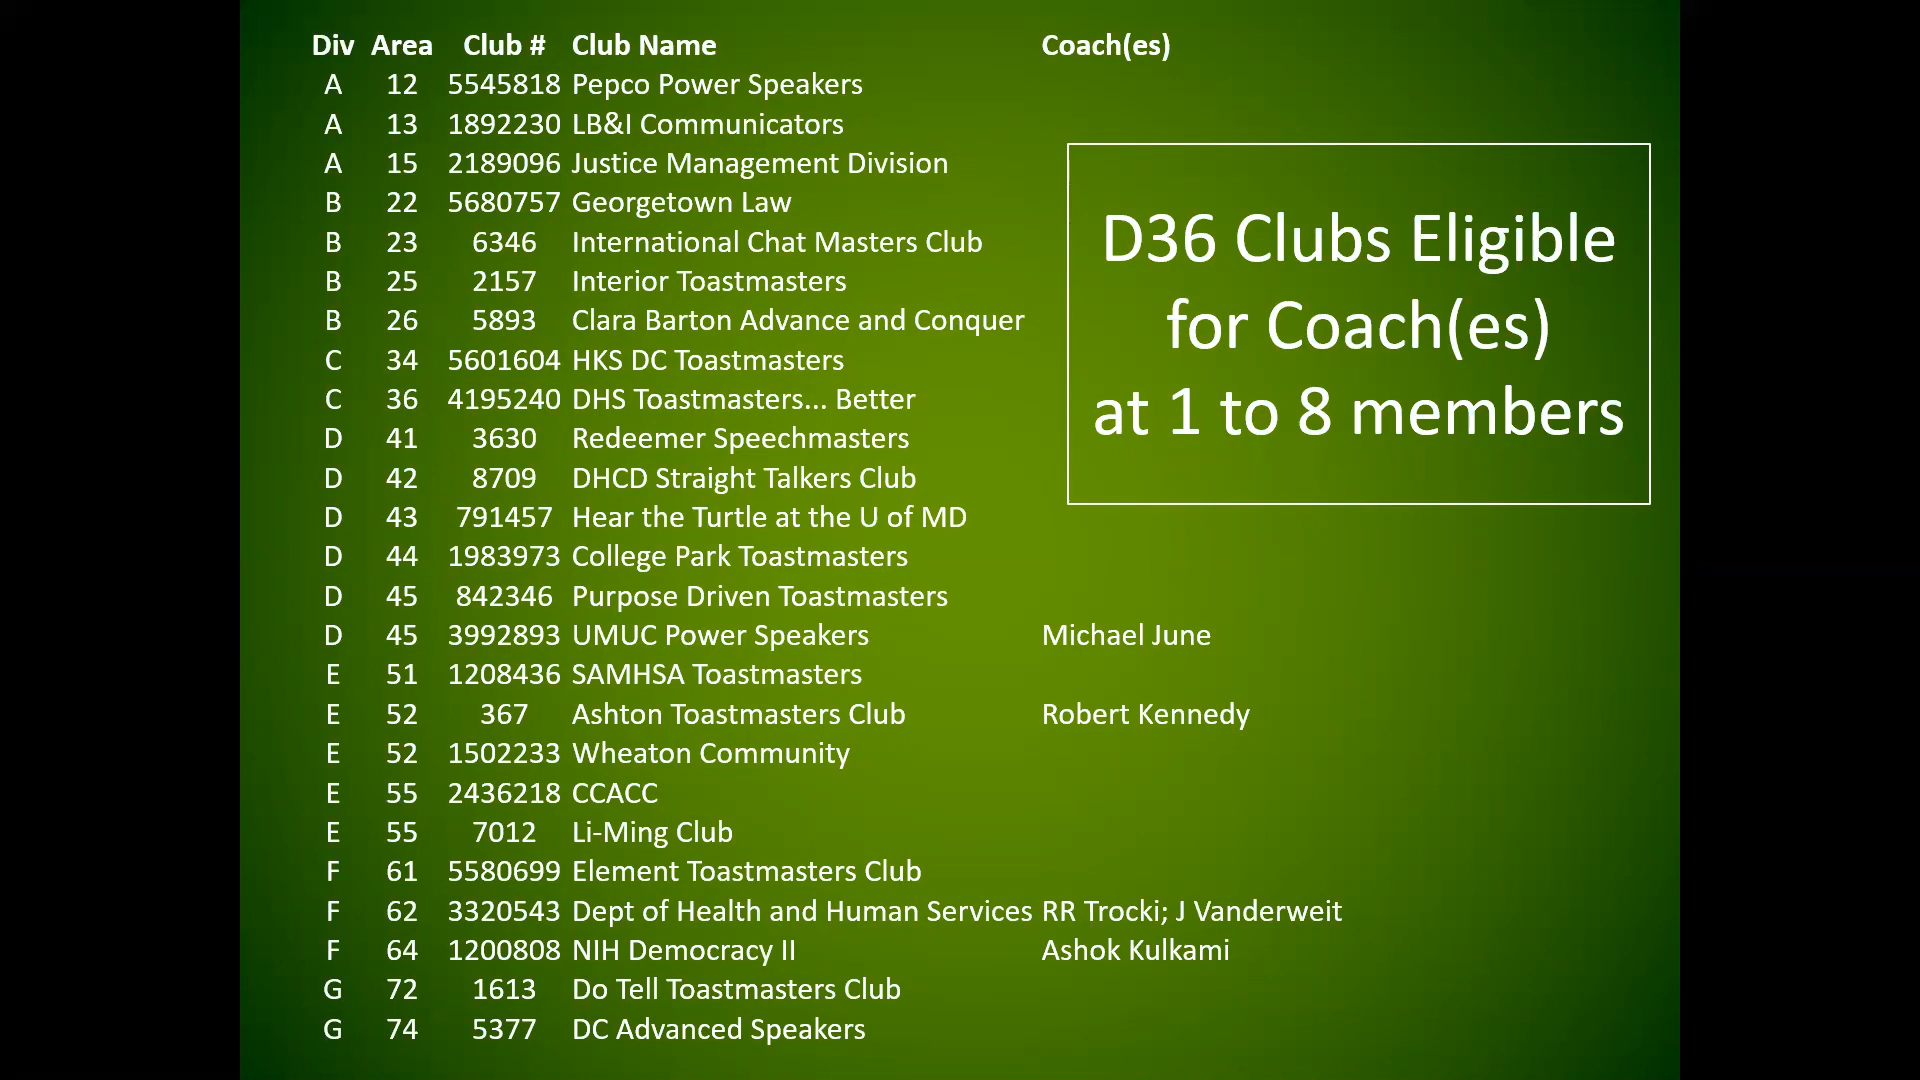 Div Area Club # Club Name Coach(es)
A 12 5545818 Pepco Power Speakers
A 13 1892230 LB&I Communicators
A 15 2189096 Justice Management Division
B 22 5680757 Georgetown Law
B 23 6346 International Chat Masters Club
B 25 2157 Interior Toastmasters
B 26 5893 Clara Barton Advance and Conquer
C 34 5601604 HKS DC Toastmasters
C 36 4195240 DHS Toastmasters... Better
D 41 3630 Redeemer Speechmasters
D 42 8709 DHCD Straight Talkers Club
D 43 791457 Hear the Turtle at the U of MD
D 44 1983973 College Park Toastmasters
D 45 842346 Purpose Driven Toastmasters
D 45 3992893 UMUC Power Speakers Michael June
E 51 1208436 SAMHSA Toastmasters
E 52 367 Ashton Toastmasters Club Robert Kennedy
E 52 1502233 Wheaton Community
E 55 2436218 CCACC
E 55 7012 Li-Ming Club
F 61 5580699 Element Toastmasters Club
F 62 3320543 Dept of Health and Human Services RR Trocki; J Vanderweit
F 64 1200808 NIH Democracy II Ashok Kulkami
G 72 1613 Do Tell Toastmasters Club
G 74 5377 DC Advanced Speakers
D36 Clubs Eligible
for Coach(es)
at 1 to 8 members